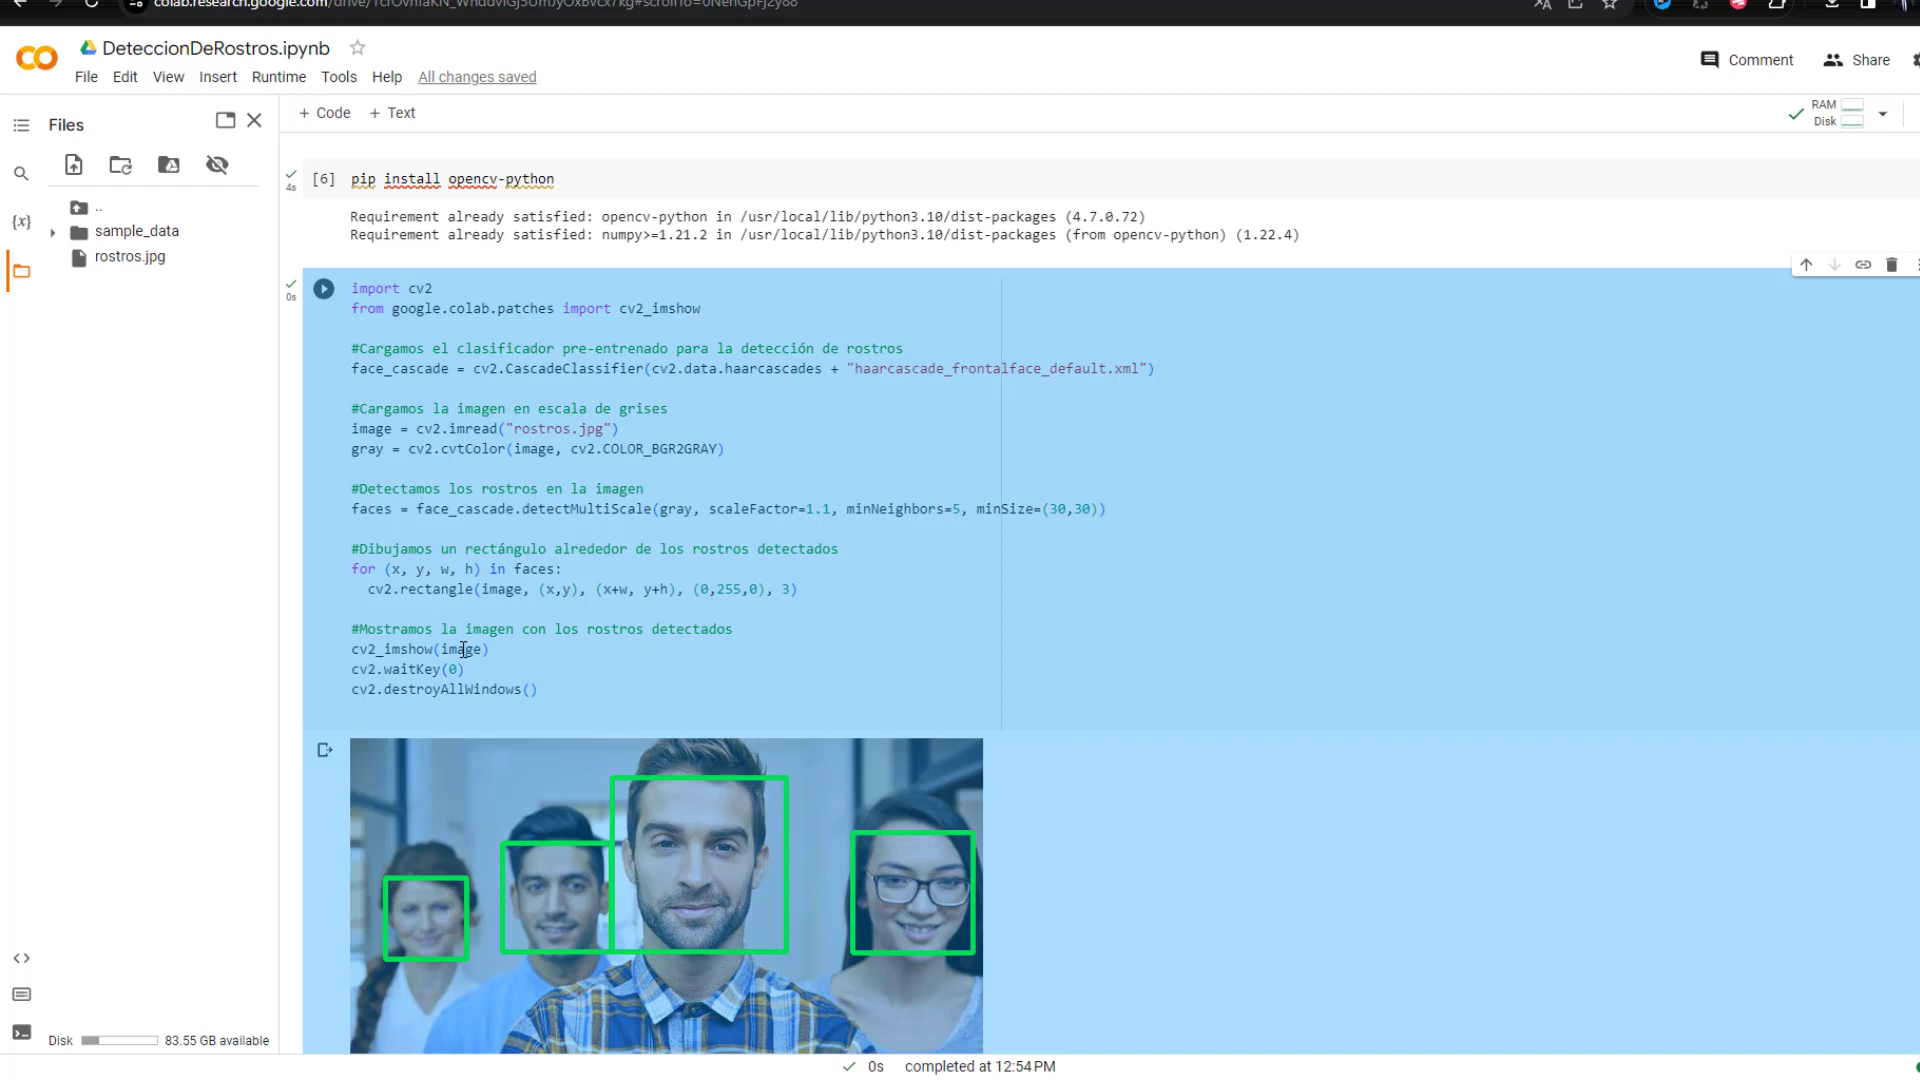 colab.research.google.com/drive/
DeteccionDeRostros.ipynb
File Edit View Insert Runtime Tools Help All changes saved
Comment Share
Files
+ Code + Text
RAM
Disk
..
sample_data
rostros.jpg
4s
[6] pip install opencv-python
Requirement already satisfied: opencv-python in /usr/local/lib/python3.10/dist-packages (4.7.0.72)
Requirement already satisfied: numpy>=1.21.2 in /usr/local/lib/python3.10/dist-packages (from opencv-python) (1.22.4)
0s
import cv2
from google.colab.patches import cv2_imshow
#Cargamos el clasificador pre-entrenado para la detección de rostros
face_cascade = cv2.CascadeClassifier(cv2.data.haarcascades + "haarcascade_frontalface_default.xml")
#Cargamos la imagen en escala de grises
image = cv2.imread("rostros.jpg")
gray = cv2.cvtColor(image, cv2.COLOR_BGR2GRAY)
#Detectamos los rostros en la imagen
faces = face_cascade.detectMultiScale(gray, scaleFactor=1.1, minNeighbors=5, minSize=(30,30))
#Dibujamos un rectángulo alrededor de los rostros detectados
for (x, y, w, h) in faces:
cv2.rectangle(image, (x,y), (x+w, y+h), (0,255,0), 3)
#Mostramos la imagen con los rostros detectados
cv2_imshow(image)
cv2.waitKey(0)
cv2.destroyAllWindows()
Disk 83.55 GB available
0s completed at 12:54 PM